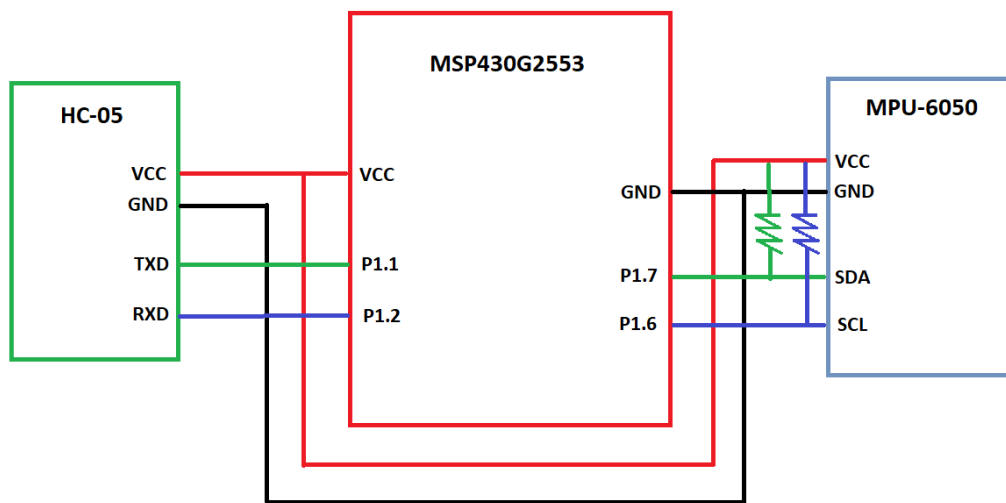 MSP430G2553
HC-05
MPU-6050
VCC
GND
TXD
RXD
VCC
P1.1
P1.2
GND
P1.7
P1.6
VCC
GND
SDA
SCL